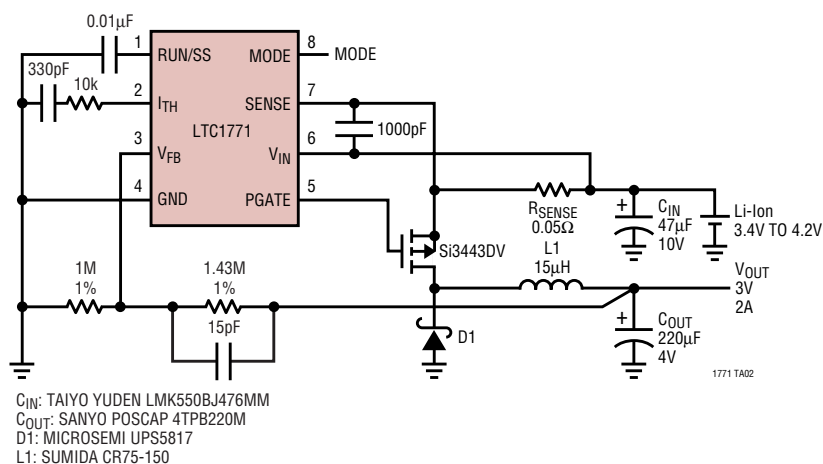 0.01µF
330pF
10k
1
2
3
4
RUN/SS
ITH
VFB
GND
LTC1771
MODE
SENSE
VIN
PGATE
8
7
6
5
MODE
1000pF
RSENSE
0.05Ω
CIN
47µF
10V
Li-Ion
3.4V TO 4.2V
Si3443DV
L1
15µH
VOUT
3V
2A
1M
1%
1.43M
1%
15pF
D1
COUT
220µF
4V
1771 TA02
CIN: TAIYO YUDEN LMK550BJ476MM
COUT: SANYO POSCAP 4TPB220M
D1: MICROSEMI UPS5817
L1: SUMIDA CR75-150
+
+